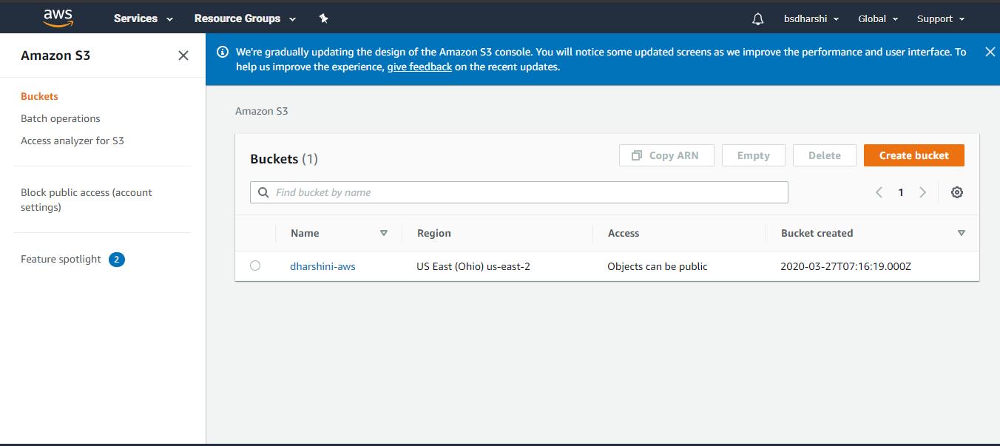 aws Services Resource Groups bsdharshi Global Support
Amazon S3
We're gradually updating the design of the Amazon S3 console. You will notice some updated screens as we improve the performance and user interface. To
help us improve the experience, give feedback on the recent updates.
Buckets
Batch operations
Access analyzer for S3
Block public access (account
settings)
Feature spotlight 2
Amazon S3
Buckets (1) Copy ARN Empty Delete Create bucket
Find bucket by name 1
Name Region Access Bucket created
dharshini-aws US East (Ohio) us-east-2 Objects can be public 2020-03-27T07:16:19.000Z